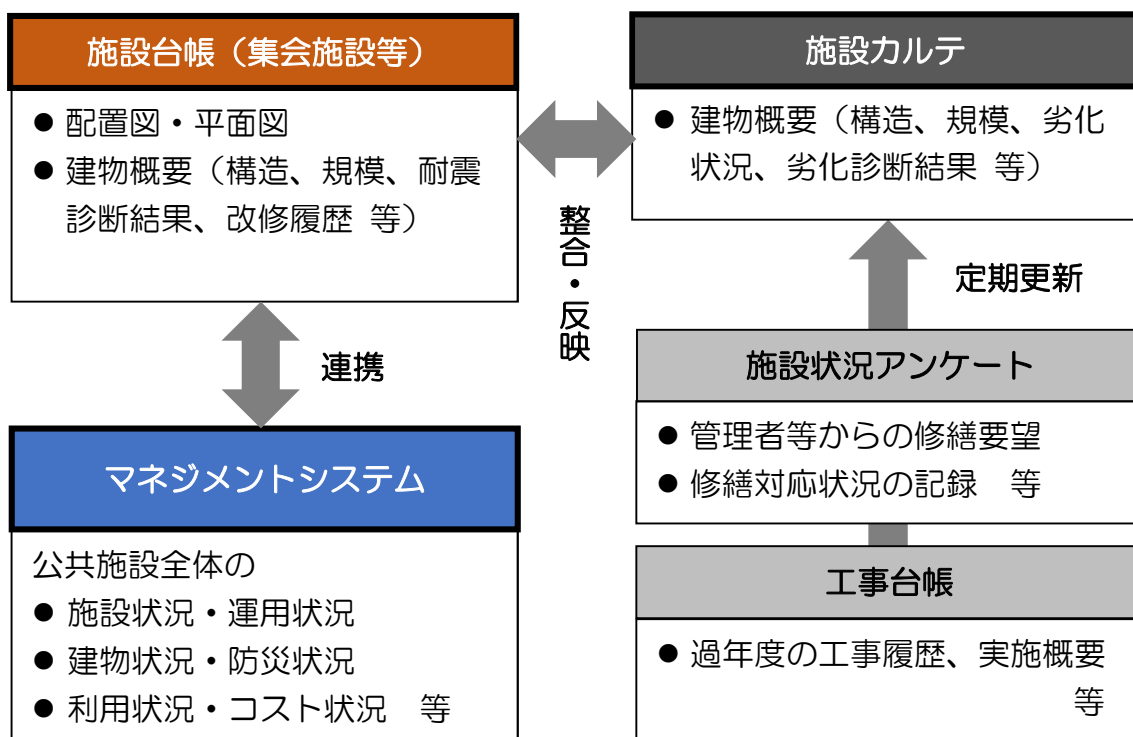 施設台帳（集会施設等）
● 配置図・平面図
● 建物概要（構造、規模、耐震
診断結果、改修履歴 等）
連携
マネジメントシステム
公共施設全体の
● 施設状況・運用状況
● 建物状況・防災状況
● 利用状況・コスト状況　等
整合・反映
施設カルテ
● 建物概要（構造、規模、劣化
状況、劣化診断結果 等）
定期更新
施設状況アンケート
● 管理者等からの修繕要望
● 修繕対応状況の記録　等
工事台帳
● 過年度の工事履歴、実施概要
等